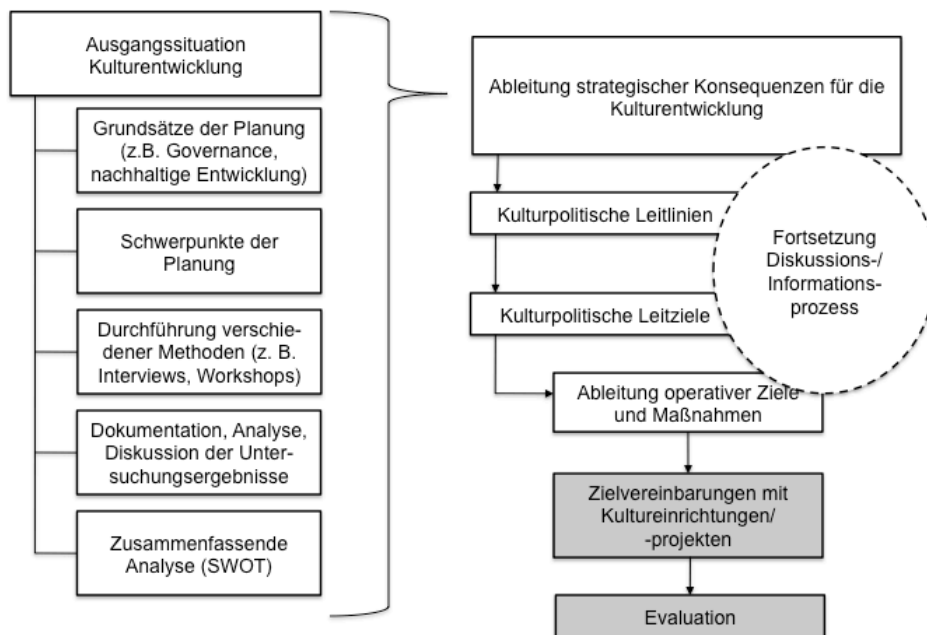 Ausgangssituation
Kulturentwicklung
Grundsätze der Planung
(z.B. Governance,
nachhaltige Entwicklung)
Schwerpunkte der
Planung
Durchführung verschie-
dener Methoden (z. B.
Interviews, Workshops)
Dokumentation, Analyse,
Diskussion der Unter-
suchungsergebnisse
Zusammenfassende
Analyse (SWOT)
Ableitung strategischer Konsequenzen für die
Kulturentwicklung
Kulturpolitische Leitlinien
Kulturpolitische Leitziele
Fortsetzung
Diskussions-/
Informations-
prozess
Ableitung operativer Ziele
und Maßnahmen
Zielvereinbarungen mit
Kultureinrichtungen/
-projekten
Evaluation